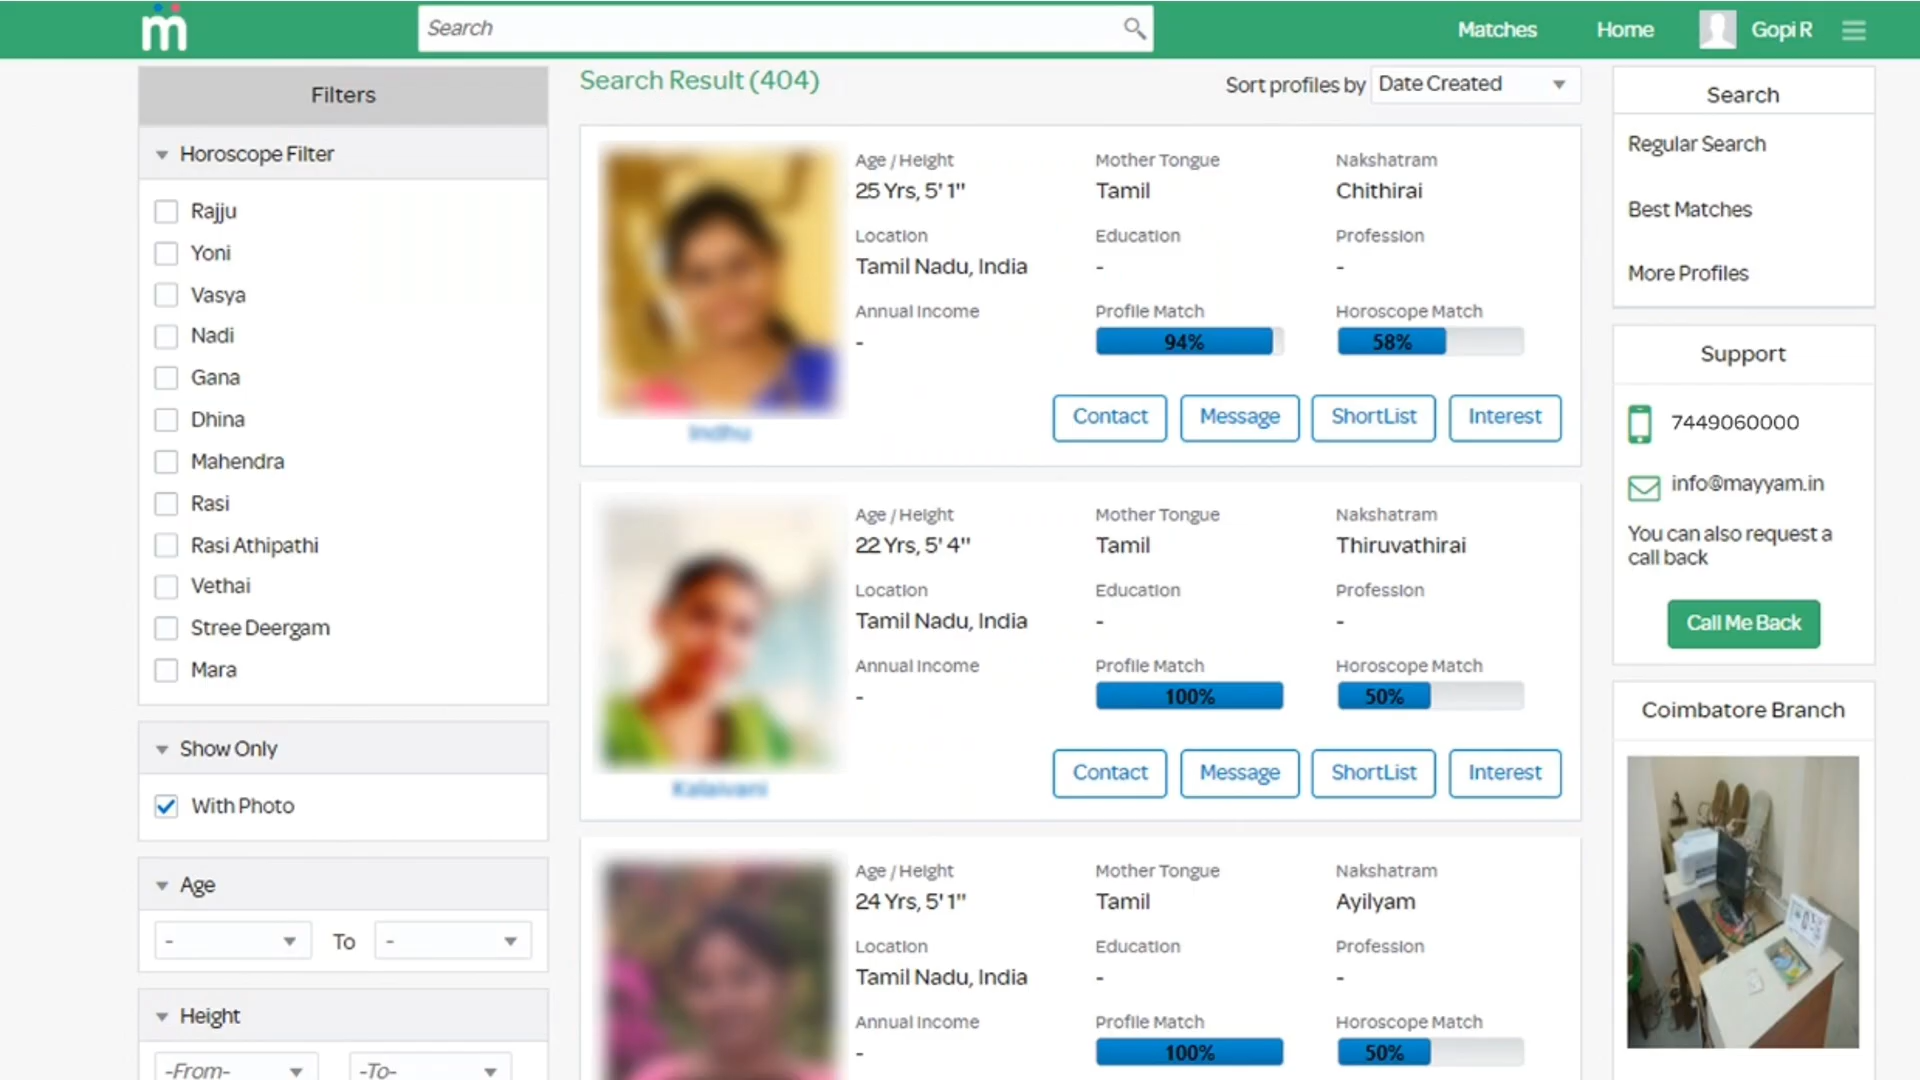 m
Search
Matches
Home
Gopi R
Filters
Horoscope Filter
Rajju
Yoni
Vasya
Nadi
Gana
Dhina
Mahendra
Rasi
Rasi Athipathi
Vethai
Stree Deergam
Mara
Show Only
With Photo
Age
- To -
Height
-From- -To-
Search Result (404)
Sort profiles by Date Created
Age / Height Mother Tongue Nakshatram
25 Yrs, 5' 1" Tamil Chithirai
Location Education Profession
Tamil Nadu, India - -
Annual Income Profile Match Horoscope Match
- 94% 58%
Indhu
Contact Message ShortList Interest
Age / Height Mother Tongue Nakshatram
22 Yrs, 5' 4" Tamil Thiruvathirai
Location Education Profession
Tamil Nadu, India - -
Annual Income Profile Match Horoscope Match
- 100% 50%
Kalaivani
Contact Message ShortList Interest
Age / Height Mother Tongue Nakshatram
24 Yrs, 5' 1" Tamil Ayilyam
Location Education Profession
Tamil Nadu, India - -
Annual Income Profile Match Horoscope Match
- 100% 50%
Search
Regular Search
Best Matches
More Profiles
Support
7449060000
info@mayyam.in
You can also request a
call back
Call Me Back
Coimbatore Branch